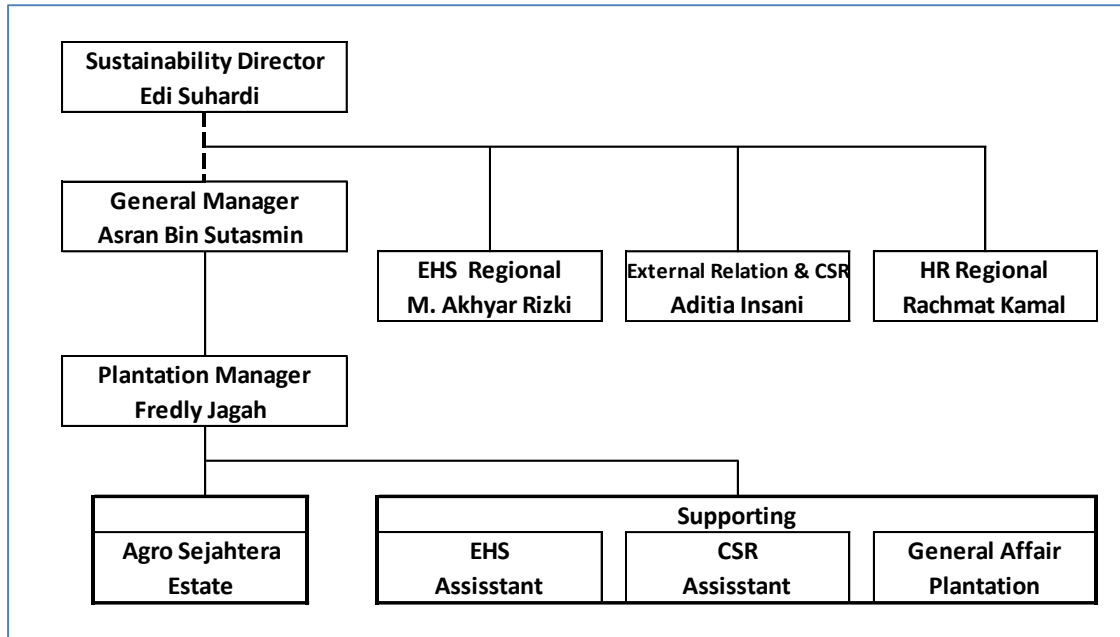 Sustainability Director
Edi Suhardi
General Manager
Asran Bin Sutasmin
EHS Regional
M. Akhyar Rizki
External Relation & CSR
Aditia Insani
HR Regional
Rachmat Kamal
Plantation Manager
Fredly Jagah
Agro Sejahtera
Estate
Supporting
EHS
Assisstant
CSR
Assisstant
General Affair
Plantation